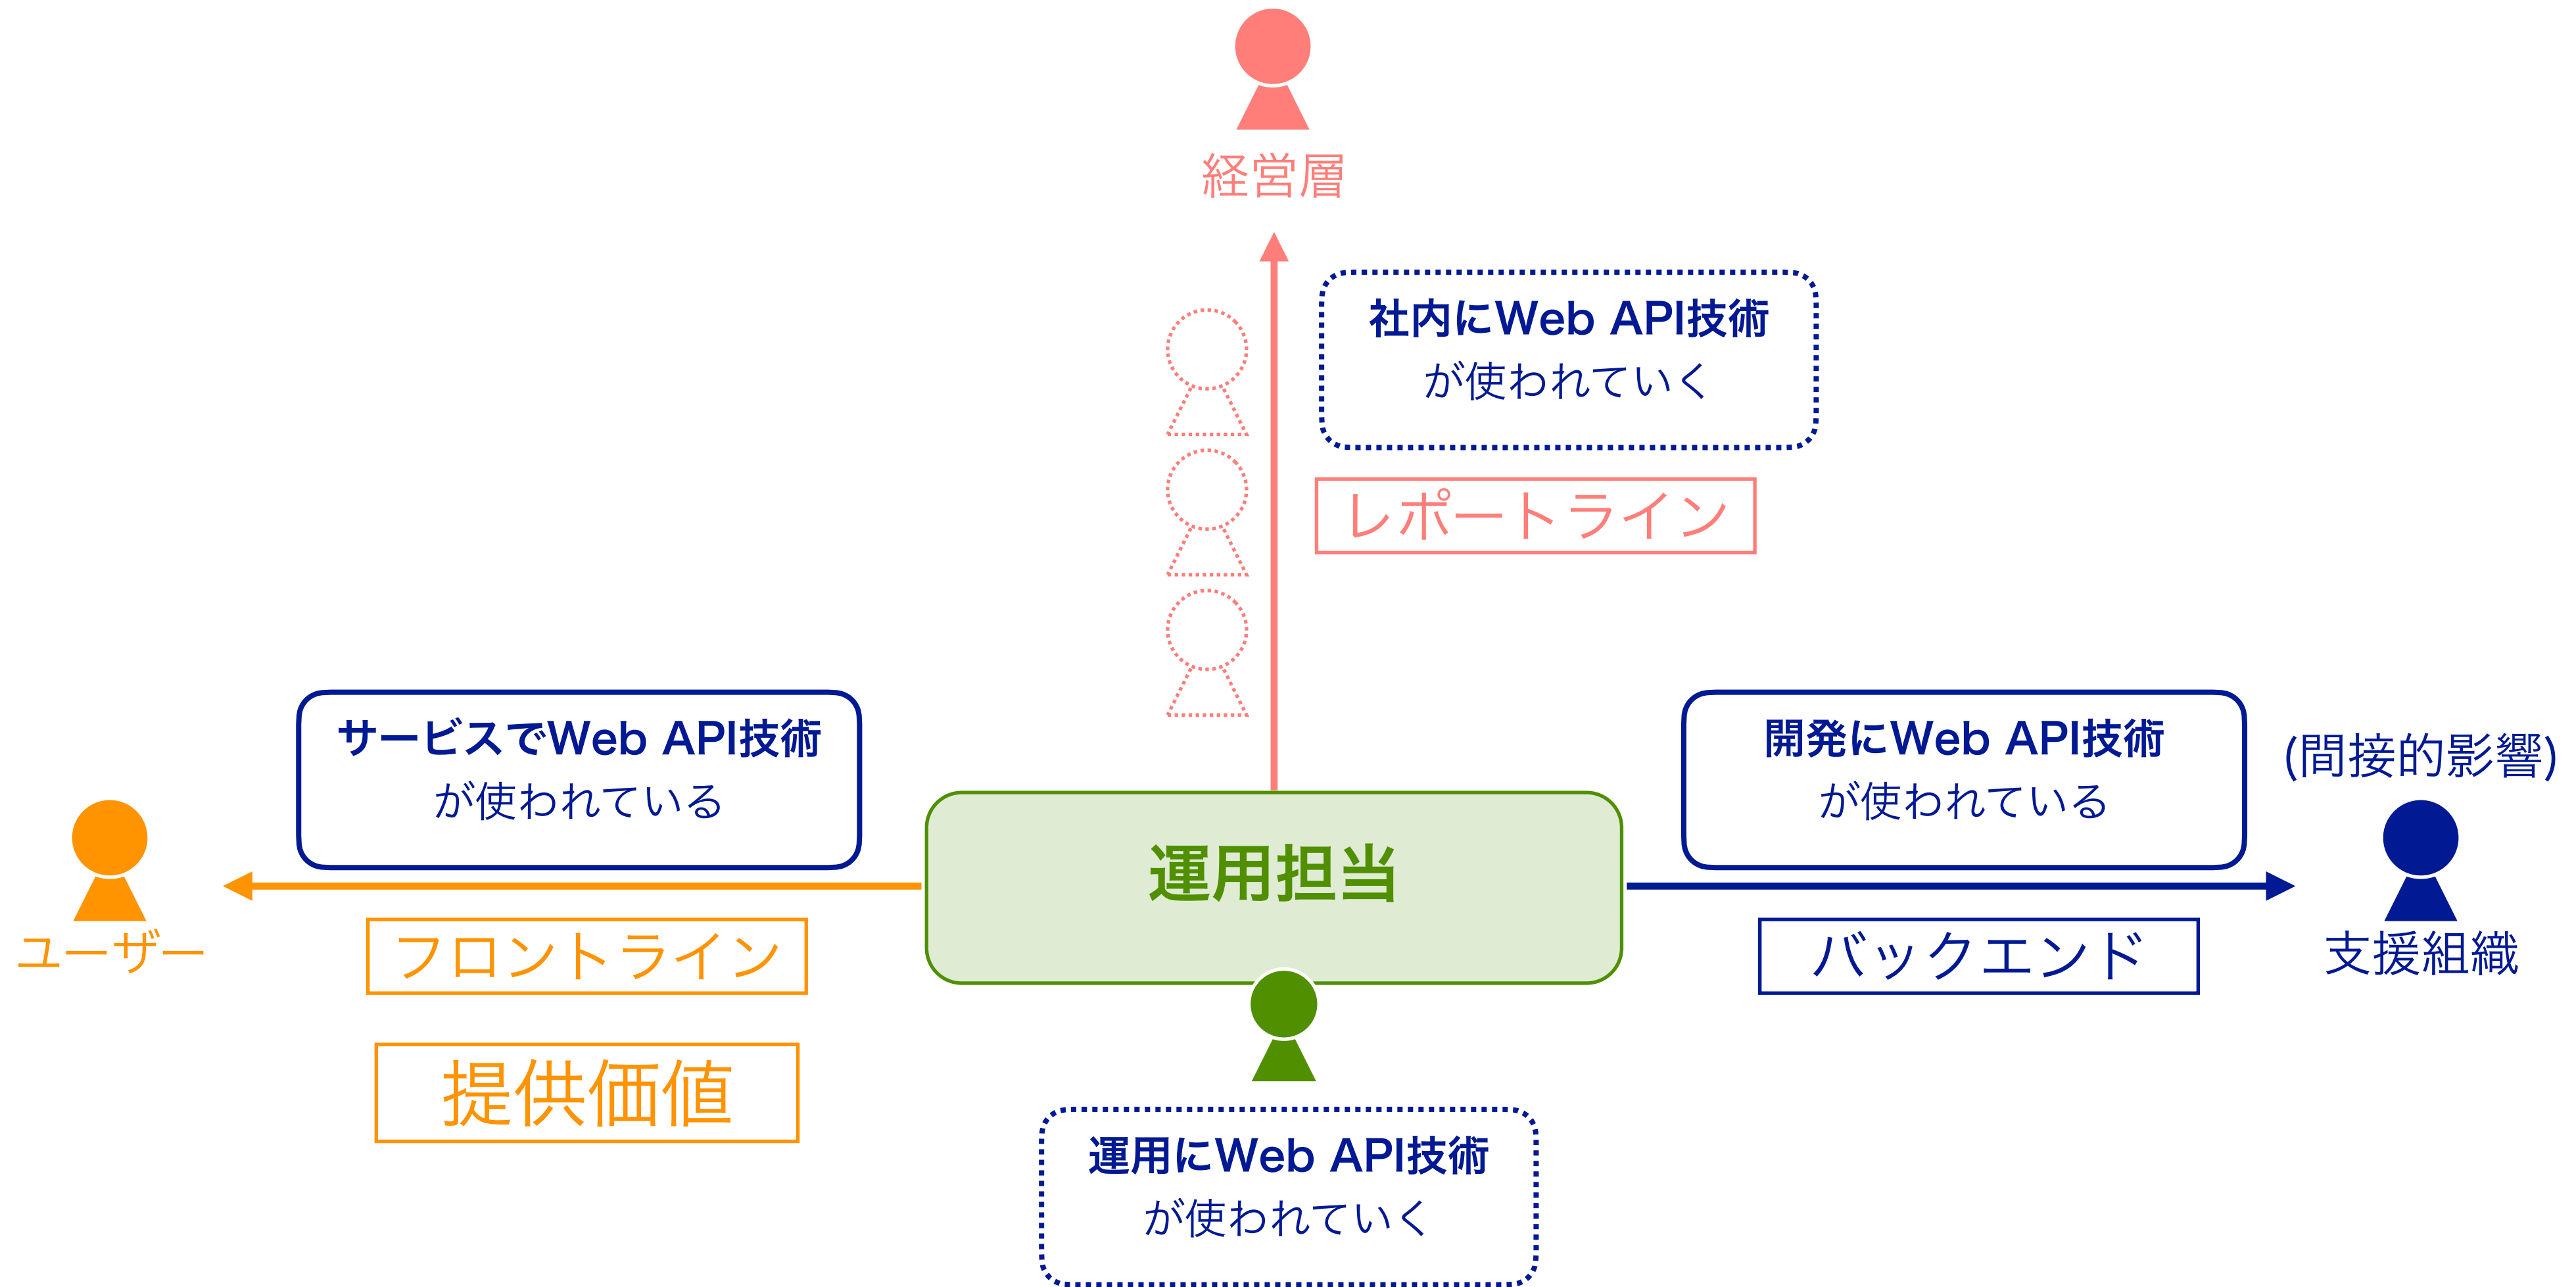 経営層
社内にWeb API技術
が使われていく
レポートライン
サービスでWeb API技術
が使われている
開発にWeb API技術
が使われている
(間接的影響)
運用担当
ユーザー
フロントライン
バックエンド
支援組織
提供価値
運用にWeb API技術
が使われていく